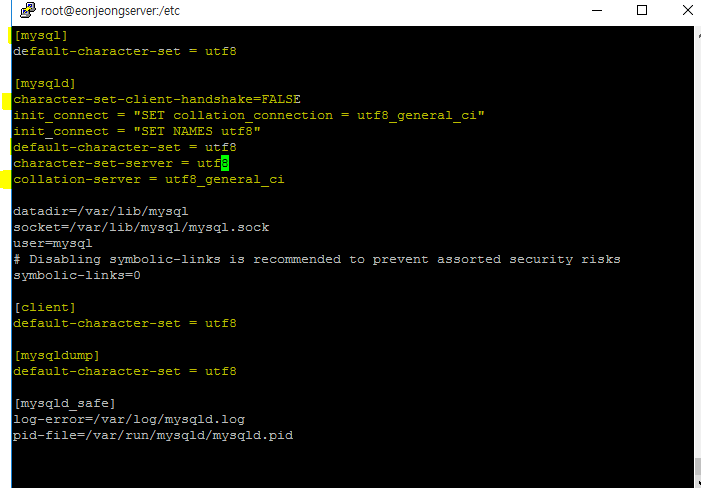 root@eonjeongserver:/etc
[mysql]
default-character-set = utf8
[mysqld]
character-set-client-handshake=FALSE
init_connect = "SET collation_connection = utf8_general_ci"
init_connect = "SET NAMES utf8"
default-character-set = utf8
character-set-server = utf8
collation-server = utf8_general_ci
datadir=/var/lib/mysql
socket=/var/lib/mysql/mysql.sock
user=mysql
# Disabling symbolic-links is recommended to prevent assorted security risks
symbolic-links=0
[client]
default-character-set = utf8
[mysqldump]
default-character-set = utf8
[mysqld_safe]
log-error=/var/log/mysqld.log
pid-file=/var/run/mysqld/mysqld.pid